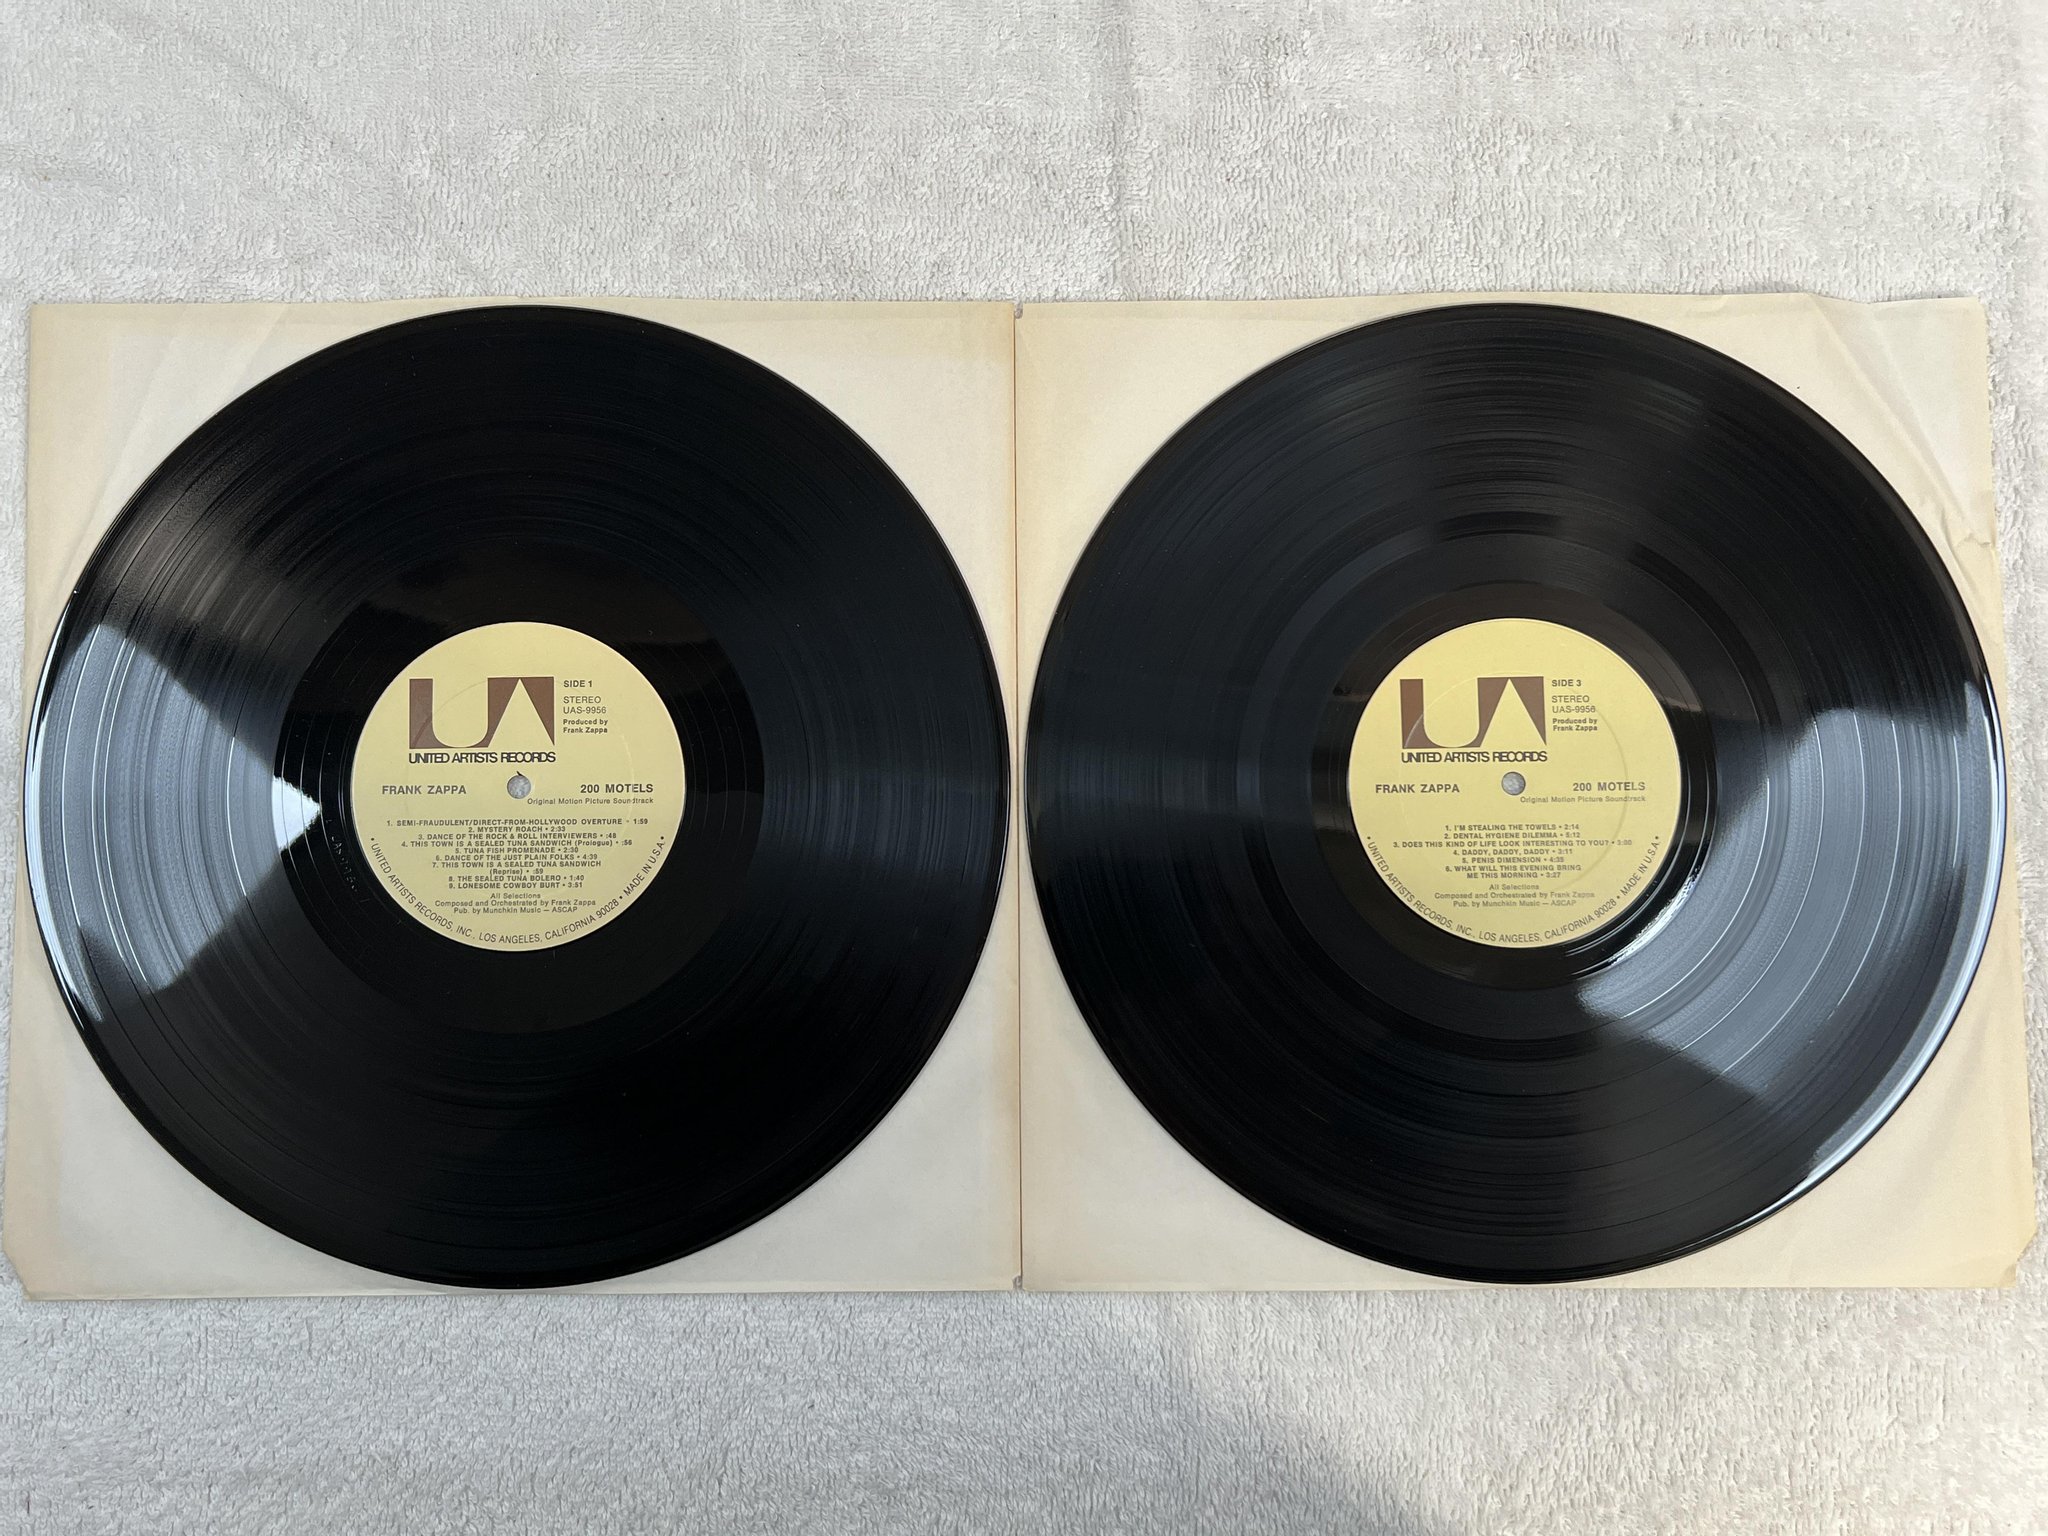 UA
UNITED ARTISTS RECORDS
SIDE 1
STEREO
UAS-9956
Produced by
Frank Zappa
FRANK ZAPPA
200 MOTELS
Original Motion Picture Soundtrack
1. SEMI-FRAUDULENT/DIRECT-FROM-HOLLYWOOD OVERTURE • 1:59
2. MYSTERY ROACH • 2:33
3. DANCE OF THE ROCK & ROLL INTERVIEWERS • :48
4. THIS TOWN IS A SEALED TUNA SANDWICH (Prologue) • :56
5. TUNA FISH PROMENADE • 2:30
6. DANCE OF THE JUST PLAIN FOLKS • 4:39
7. THIS TOWN IS A SEALED TUNA SANDWICH
(Reprise) • :59
8. THE SEALED TUNA BOLERO • 1:40
9. LONESOME COWBOY BURT • 3:51
All Selections
Composed and Orchestrated by Frank Zappa
Pub. by Munchkin Music — ASCAP
• UNITED ARTISTS RECORDS, INC., LOS ANGELES, CALIFORNIA 90028 • MADE IN U.S.A. •
UA
UNITED ARTISTS RECORDS
SIDE 3
STEREO
UAS-9956
Produced by
Frank Zappa
FRANK ZAPPA
200 MOTELS
Original Motion Picture Soundtrack
1. I'M STEALING THE TOWELS • 2:14
2. DENTAL HYGIENE DILEMMA • 5:12
3. DOES THIS KIND OF LIFE LOOK INTERESTING TO YOU? • 3:00
4. DADDY, DADDY, DADDY • 3:11
5. PENIS DIMENSION • 4:35
6. WHAT WILL THIS EVENING BRING
ME THIS MORNING • 3:27
All Selections
Composed and Orchestrated by Frank Zappa
Pub. by Munchkin Music — ASCAP
• UNITED ARTISTS RECORDS, INC., LOS ANGELES, CALIFORNIA 90028 • MADE IN U.S.A. •